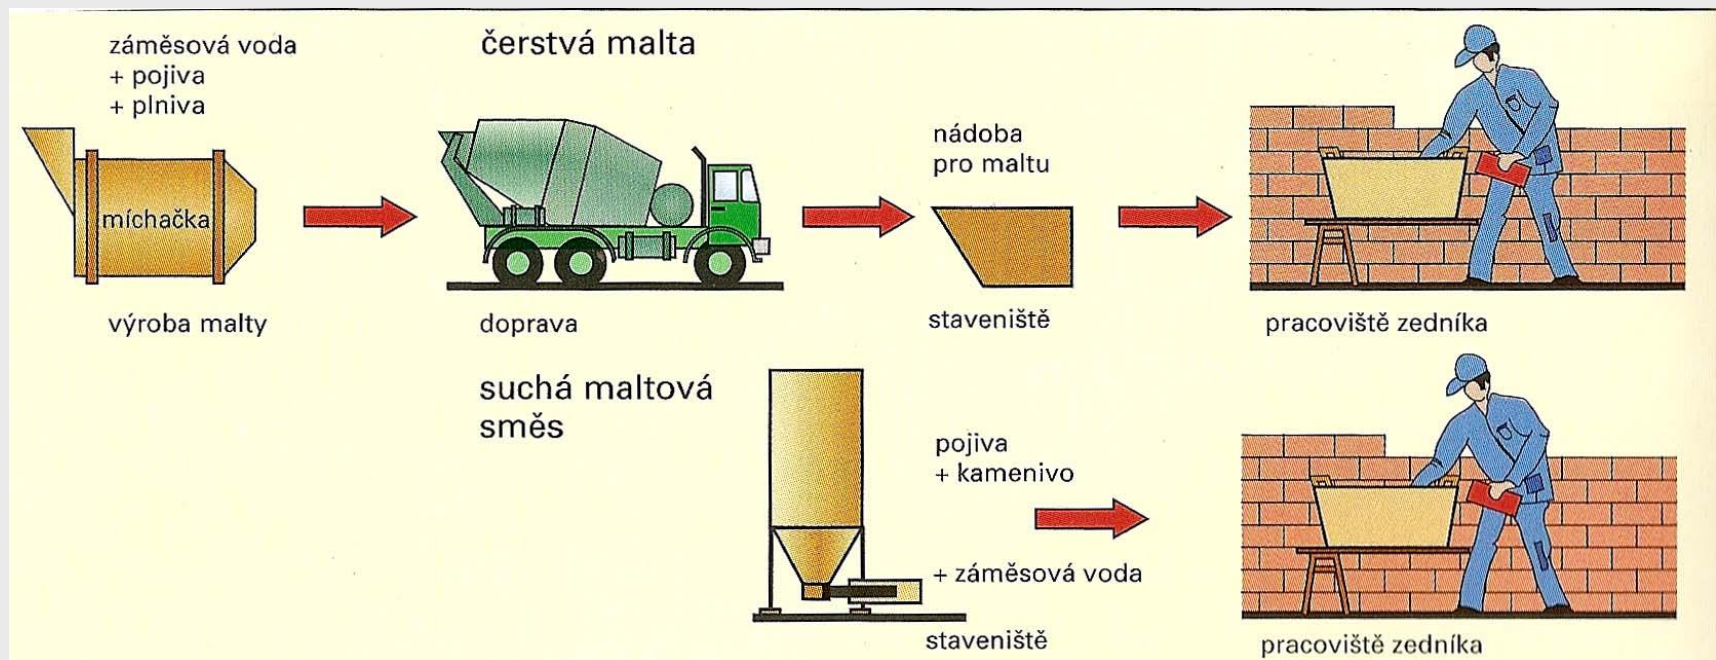 záměsová voda
+ pojiva
+ plniva
čerstvá malta
míchačka
nádoba
pro maltu
výroba malty
doprava
staveniště
pracoviště zedníka
suchá maltová
směs
pojiva
+ kamenivo
+ záměsová voda
staveniště
pracoviště zedníka